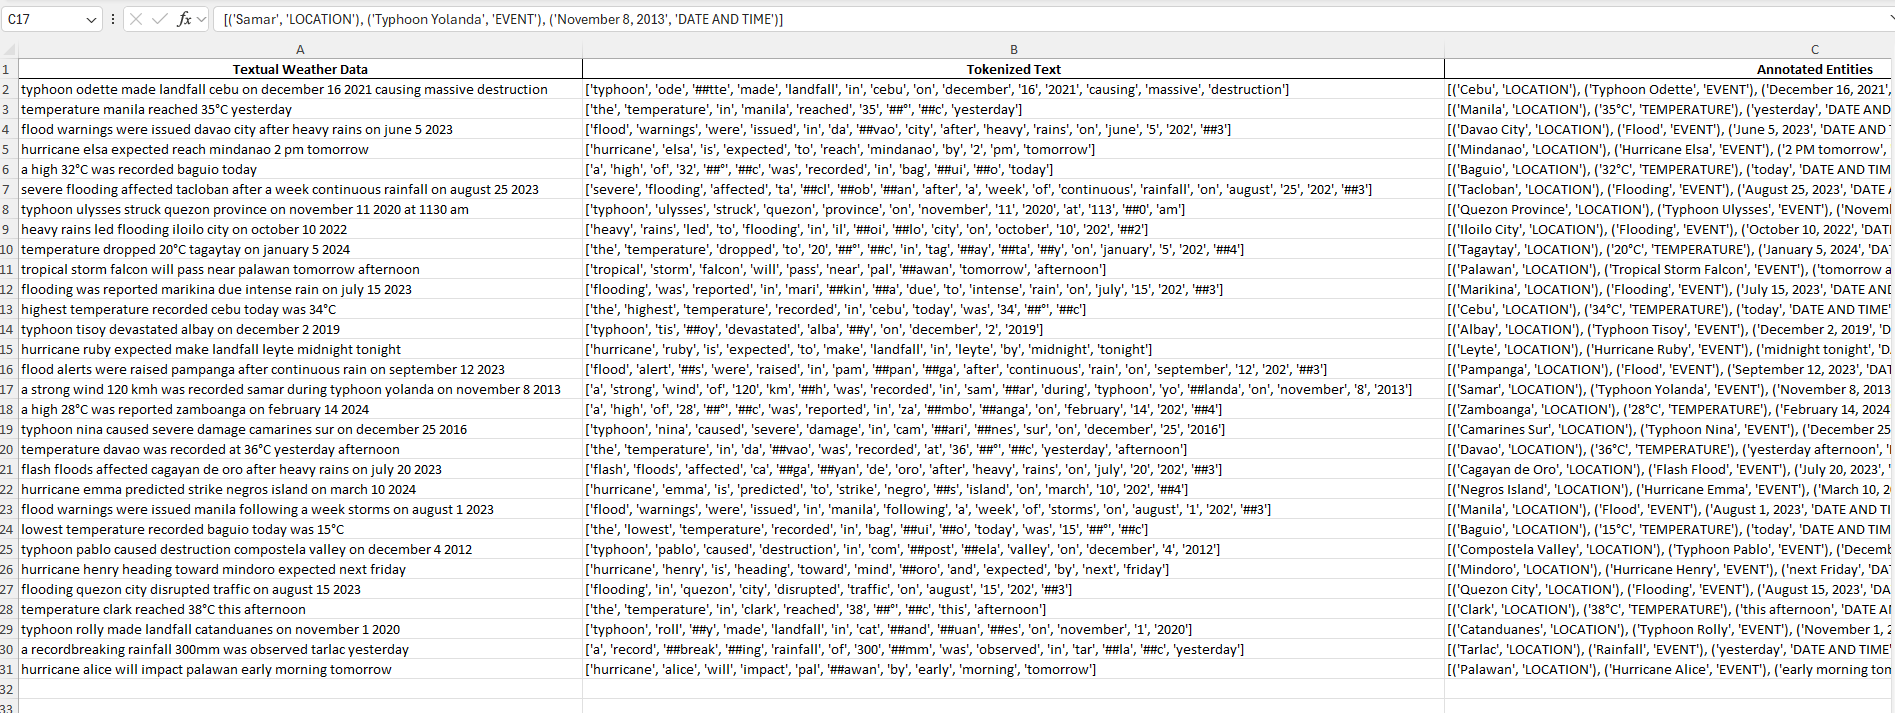 C17 fx [('Samar', 'LOCATION'), ('Typhoon Yolanda', 'EVENT'), ('November 8, 2013', 'DATE AND TIME')]
A B C
1 Textual Weather Data Tokenized Text Annotated Entities
2 typhoon odette made landfall cebu on december 16 2021 causing massive destruction ['typhoon', 'ode', '##tte', 'made', 'landfall', 'in', 'cebu', 'on', 'december', '16', '2021', 'causing', 'massive', 'destruction'] [('Cebu', 'LOCATION'), ('Typhoon Odette', 'EVENT'), ('December 16, 2021',
3 temperature manila reached 35°C yesterday ['the', 'temperature', 'in', 'manila', 'reached', '35', '##°', '##c', 'yesterday'] [('Manila', 'LOCATION'), ('35°C', 'TEMPERATURE'), ('yesterday', 'DATE AND
4 flood warnings were issued davao city after heavy rains on june 5 2023 ['flood', 'warnings', 'were', 'issued', 'in', 'da', '##vao', 'city', 'after', 'heavy', 'rains', 'on', 'june', '5', '202', '##3'] [('Davao City', 'LOCATION'), ('Flood', 'EVENT'), ('June 5, 2023', 'DATE AND
5 hurricane elsa expected reach mindanao 2 pm tomorrow ['hurricane', 'elsa', 'is', 'expected', 'to', 'reach', 'mindanao', 'by', '2', 'pm', 'tomorrow'] [('Mindanao', 'LOCATION'), ('Hurricane Elsa', 'EVENT'), ('2 PM tomorrow',
6 a high 32°C was recorded baguio today ['a', 'high', 'of', '32', '##°', '##c', 'was', 'recorded', 'in', 'bag', '##ui', '##o', 'today'] [('Baguio', 'LOCATION'), ('32°C', 'TEMPERATURE'), ('today', 'DATE AND TIM
7 severe flooding affected tacloban after a week continuous rainfall on august 25 2023 ['severe', 'flooding', 'affected', 'ta', '##cl', '##ob', '##an', 'after', 'a', 'week', 'of', 'continuous', 'rainfall', 'on', 'august', '25', '202', '##3'] [('Tacloban', 'LOCATION'), ('Flooding', 'EVENT'), ('August 25, 2023', 'DATE
8 typhoon ulysses struck quezon province on november 11 2020 at 1130 am ['typhoon', 'ulysses', 'struck', 'quezon', 'province', 'on', 'november', '11', '2020', 'at', '113', '##0', 'am'] [('Quezon Province', 'LOCATION'), ('Typhoon Ulysses', 'EVENT'), ('Novem
9 heavy rains led flooding iloilo city on october 10 2022 ['heavy', 'rains', 'led', 'to', 'flooding', 'in', 'il', '##oi', '##lo', 'city', 'on', 'october', '10', '202', '##2'] [('Iloilo City', 'LOCATION'), ('Flooding', 'EVENT'), ('October 10, 2022', 'DAT
10 temperature dropped 20°C tagaytay on january 5 2024 ['the', 'temperature', 'dropped', 'to', '20', '##°', '##c', 'in', 'tag', '##ay', '##ta', '##y', 'on', 'january', '5', '202', '##4'] [('Tagaytay', 'LOCATION'), ('20°C', 'TEMPERATURE'), ('January 5, 2024', 'DA
11 tropical storm falcon will pass near palawan tomorrow afternoon ['tropical', 'storm', 'falcon', 'will', 'pass', 'near', 'pal', '##awan', 'tomorrow', 'afternoon'] [('Palawan', 'LOCATION'), ('Tropical Storm Falcon', 'EVENT'), ('tomorrow a
12 flooding was reported marikina due intense rain on july 15 2023 ['flooding', 'was', 'reported', 'in', 'mari', '##kin', '##a', 'due', 'to', 'intense', 'rain', 'on', 'july', '15', '202', '##3'] [('Marikina', 'LOCATION'), ('Flooding', 'EVENT'), ('July 15, 2023', 'DATE AND
13 highest temperature recorded cebu today was 34°C ['the', 'highest', 'temperature', 'recorded', 'in', 'cebu', 'today', 'was', '34', '##°', '##c'] [('Cebu', 'LOCATION'), ('34°C', 'TEMPERATURE'), ('today', 'DATE AND TIME'
14 typhoon tisoy devastated albay on december 2 2019 ['typhoon', 'tis', '##oy', 'devastated', 'alba', '##y', 'on', 'december', '2', '2019'] [('Albay', 'LOCATION'), ('Typhoon Tisoy', 'EVENT'), ('December 2, 2019', 'D
15 hurricane ruby expected make landfall leyte midnight tonight ['hurricane', 'ruby', 'is', 'expected', 'to', 'make', 'landfall', 'in', 'leyte', 'by', 'midnight', 'tonight'] [('Leyte', 'LOCATION'), ('Hurricane Ruby', 'EVENT'), ('midnight tonight', 'D
16 flood alerts were raised pampanga after continuous rain on september 12 2023 ['flood', 'alert', '##s', 'were', 'raised', 'in', 'pam', '##pan', '##ga', 'after', 'continuous', 'rain', 'on', 'september', '12', '202', '##3'] [('Pampanga', 'LOCATION'), ('Flood', 'EVENT'), ('September 12, 2023', 'DAT
17 a strong wind 120 kmh was recorded samar during typhoon yolanda on november 8 2013 ['a', 'strong', 'wind', 'of', '120', 'km', '##h', 'was', 'recorded', 'in', 'sam', '##ar', 'during', 'typhoon', 'yo', '##landa', 'on', 'november', '8', '2013'] [('Samar', 'LOCATION'), ('Typhoon Yolanda', 'EVENT'), ('November 8, 2013
18 a high 28°C was reported zamboanga on february 14 2024 ['a', 'high', 'of', '28', '##°', '##c', 'was', 'reported', 'in', 'za', '##mbo', '##anga', 'on', 'february', '14', '202', '##4'] [('Zamboanga', 'LOCATION'), ('28°C', 'TEMPERATURE'), ('February 14, 2024
19 typhoon nina caused severe damage camarines sur on december 25 2016 ['typhoon', 'nina', 'caused', 'severe', 'damage', 'in', 'cam', '##ari', '##nes', 'sur', 'on', 'december', '25', '2016'] [('Camarines Sur', 'LOCATION'), ('Typhoon Nina', 'EVENT'), ('December 25
20 temperature davao was recorded at 36°C yesterday afternoon ['the', 'temperature', 'in', 'da', '##vao', 'was', 'recorded', 'at', '36', '##°', '##c', 'yesterday', 'afternoon'] [('Davao', 'LOCATION'), ('36°C', 'TEMPERATURE'), ('yesterday afternoon', '
21 flash floods affected cagayan de oro after heavy rains on july 20 2023 ['flash', 'floods', 'affected', 'ca', '##ga', '##yan', 'de', 'oro', 'after', 'heavy', 'rains', 'on', 'july', '20', '202', '##3'] [('Cagayan de Oro', 'LOCATION'), ('Flash Flood', 'EVENT'), ('July 20, 2023', '
22 hurricane emma predicted strike negros island on march 10 2024 ['hurricane', 'emma', 'is', 'predicted', 'to', 'strike', 'negro', '##s', 'island', 'on', 'march', '10', '202', '##4'] [('Negros Island', 'LOCATION'), ('Hurricane Emma', 'EVENT'), ('March 10, 2
23 flood warnings were issued manila following a week storms on august 1 2023 ['flood', 'warnings', 'were', 'issued', 'in', 'manila', 'following', 'a', 'week', 'of', 'storms', 'on', 'august', '1', '202', '##3'] [('Manila', 'LOCATION'), ('Flood', 'EVENT'), ('August 1, 2023', 'DATE AND TI
24 lowest temperature recorded baguio today was 15°C ['the', 'lowest', 'temperature', 'recorded', 'in', 'bag', '##ui', '##o', 'today', 'was', '15', '##°', '##c'] [('Baguio', 'LOCATION'), ('15°C', 'TEMPERATURE'), ('today', 'DATE AND TIM
25 typhoon pablo caused destruction compostela valley on december 4 2012 ['typhoon', 'pablo', 'caused', 'destruction', 'in', 'com', '##post', '##ela', 'valley', 'on', 'december', '4', '2012'] [('Compostela Valley', 'LOCATION'), ('Typhoon Pablo', 'EVENT'), ('Decemb
26 hurricane henry heading toward mindoro expected next friday ['hurricane', 'henry', 'is', 'heading', 'toward', 'mind', '##oro', 'and', 'expected', 'by', 'next', 'friday'] [('Mindoro', 'LOCATION'), ('Hurricane Henry', 'EVENT'), ('next Friday', 'DA
27 flooding quezon city disrupted traffic on august 15 2023 ['flooding', 'in', 'quezon', 'city', 'disrupted', 'traffic', 'on', 'august', '15', '202', '##3'] [('Quezon City', 'LOCATION'), ('Flooding', 'EVENT'), ('August 15, 2023', 'DA
28 temperature clark reached 38°C this afternoon ['the', 'temperature', 'in', 'clark', 'reached', '38', '##°', '##c', 'this', 'afternoon'] [('Clark', 'LOCATION'), ('38°C', 'TEMPERATURE'), ('this afternoon', 'DATE A
29 typhoon rolly made landfall catanduanes on november 1 2020 ['typhoon', 'roll', '##y', 'made', 'landfall', 'in', 'cat', '##and', '##uan', '##es', 'on', 'november', '1', '2020'] [('Catanduanes', 'LOCATION'), ('Typhoon Rolly', 'EVENT'), ('November 1, 2
30 a recordbreaking rainfall 300mm was observed tarlac yesterday ['a', 'record', '##break', '##ing', 'rainfall', 'of', '300', '##mm', 'was', 'observed', 'in', 'tar', '##la', '##c', 'yesterday'] [('Tarlac', 'LOCATION'), ('Rainfall', 'EVENT'), ('yesterday', 'DATE AND TIME'
31 hurricane alice will impact palawan early morning tomorrow ['hurricane', 'alice', 'will', 'impact', 'pal', '##awan', 'by', 'early', 'morning', 'tomorrow'] [('Palawan', 'LOCATION'), ('Hurricane Alice', 'EVENT'), ('early morning tom
32
33